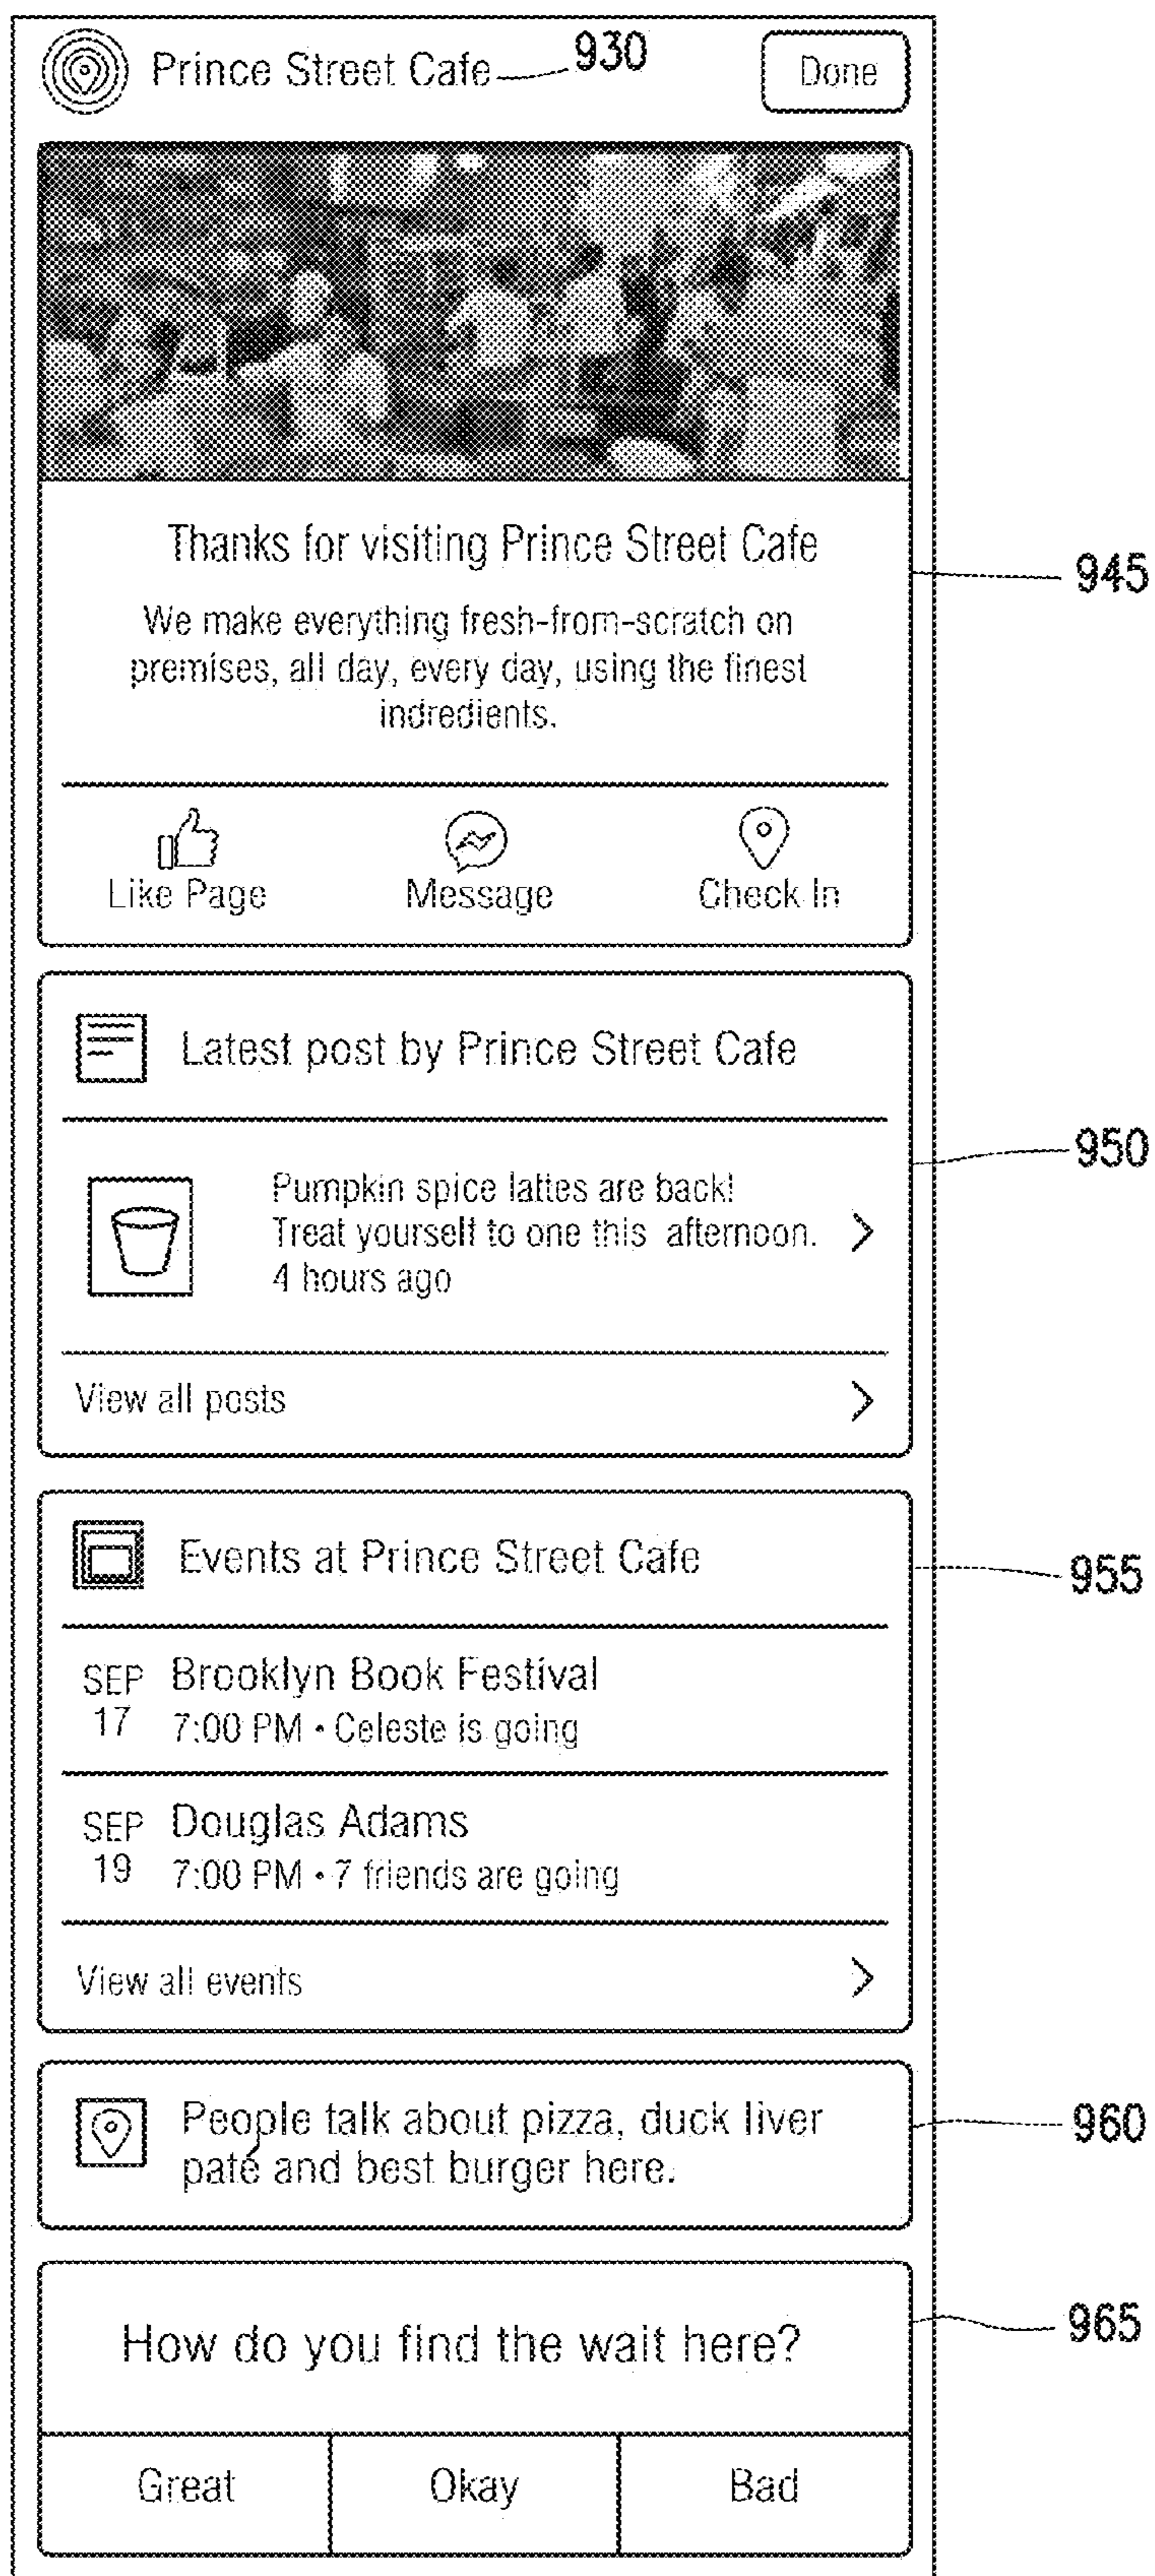 Prince Street Cafe 930 Done
Thanks for visiting Prince Street Cafe
945
We make everything fresh-from-scratch on
premises, all day, every day, using the finest
indredients.
Like Page Message Check In
Latest post by Prince Street Cafe
950
Pumpkin spice lattes are back!
Treat yourself to one this afternoon. >
4 hours ago
View all posts >
Events at Prince Street Cafe
955
SEP Brooklyn Book Festival
17 7:00 PM • Celeste is going
SEP Douglas Adams
19 7:00 PM • 7 friends are going
View all events >
People talk about pizza, duck liver
960
paté and best burger here.
965
How do you find the wait here?
Great Okay Bad